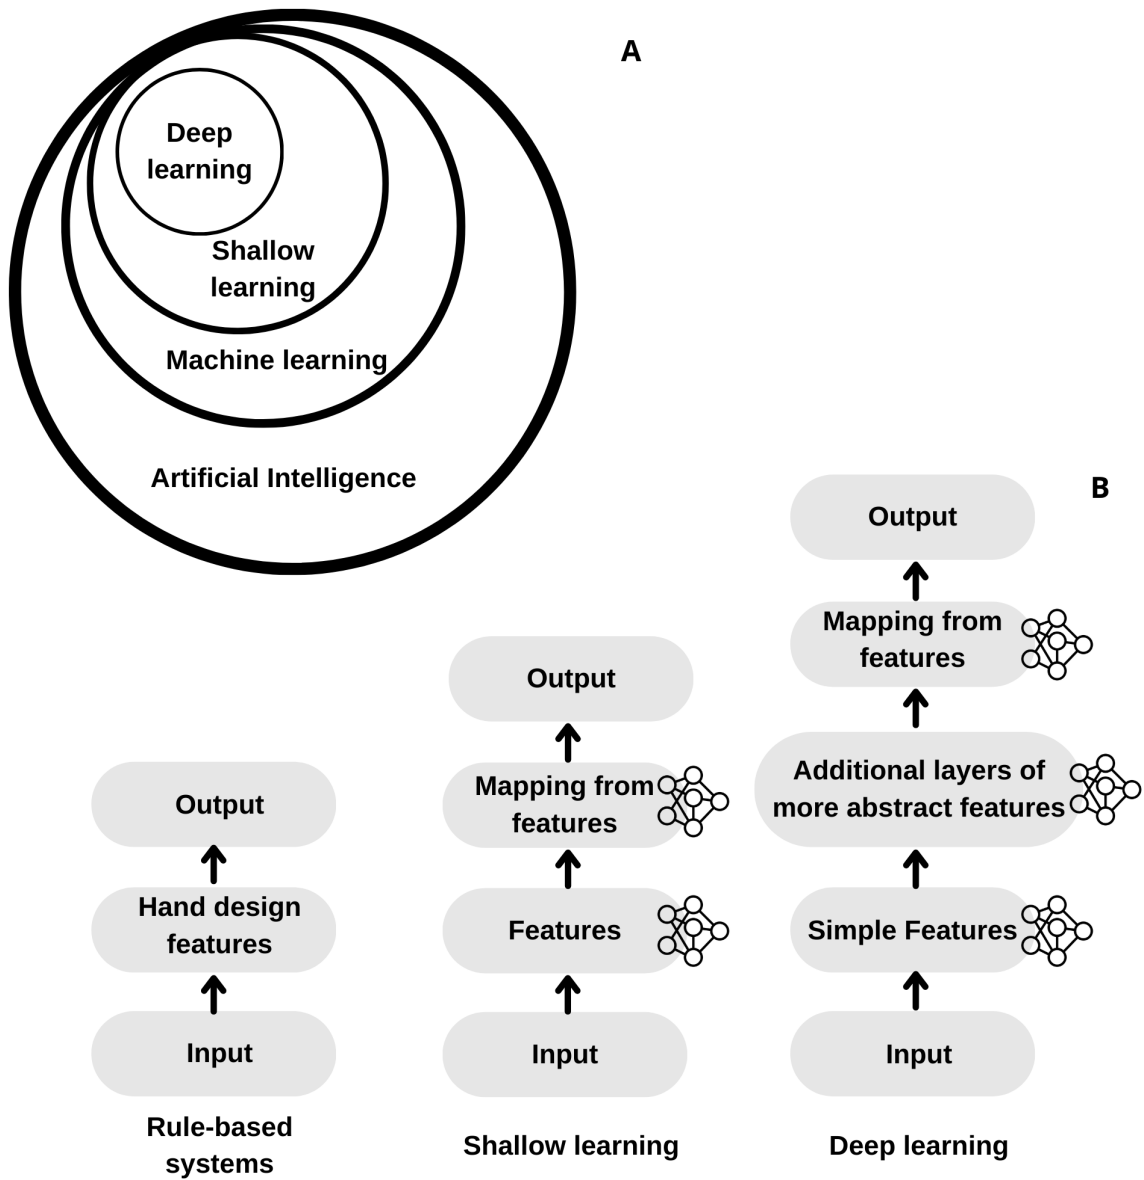 A
Deep
learning
Shallow
learning
Machine learning
Artificial Intelligence
B
Output
Hand design
features
Input
Rule-based
systems
Output
Mapping from
features
Features
Input
Shallow learning
Output
Mapping from
features
Additional layers of
more abstract features
Simple Features
Input
Deep learning